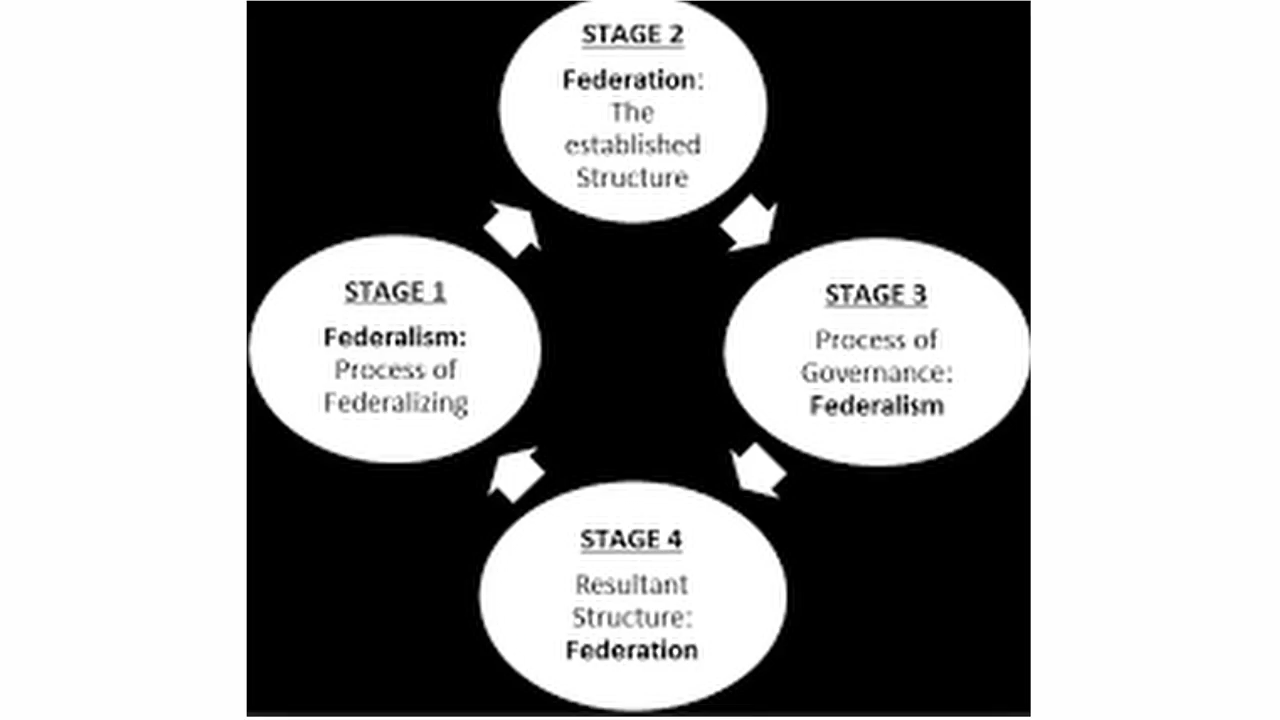 STAGE 2
Federation:
The
established
Structure
STAGE 1
Federalism:
Process of
Federalizing
STAGE 3
Process of
Governance:
Federalism
STAGE 4
Resultant
Structure:
Federation